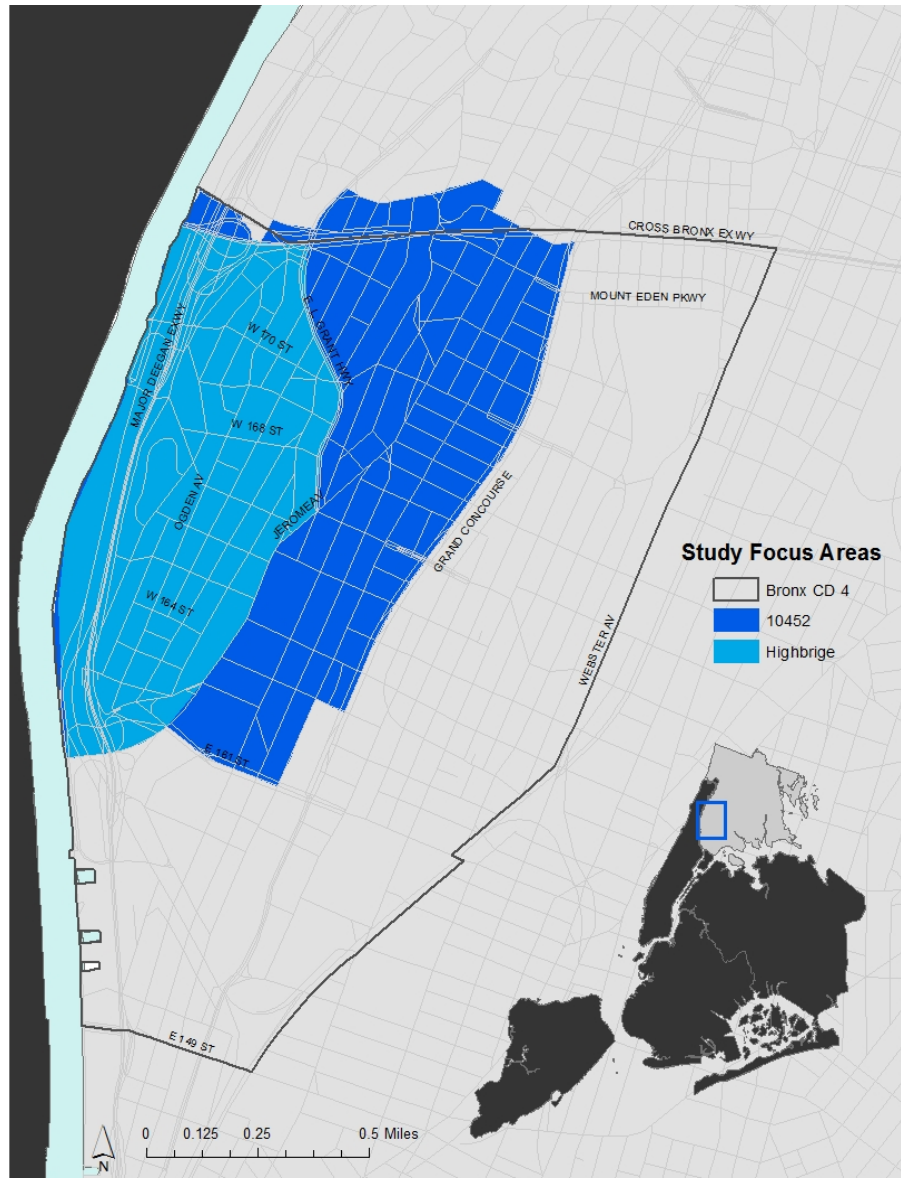 CROSS BRONX EXWY
MOUNT EDEN PKWY
E. L. GRANT HWY
W 170 ST
MAJOR DEEGAN EXWY
W 168 ST
OGDEN AV
JEROME AV
GRAND CONCOURSE
W 164 ST
WEBSTER AV
E 161 ST
E 149 ST
Study Focus Areas
Bronx CD 4
10452
Highbrige
N
0 0.125 0.25 0.5 Miles